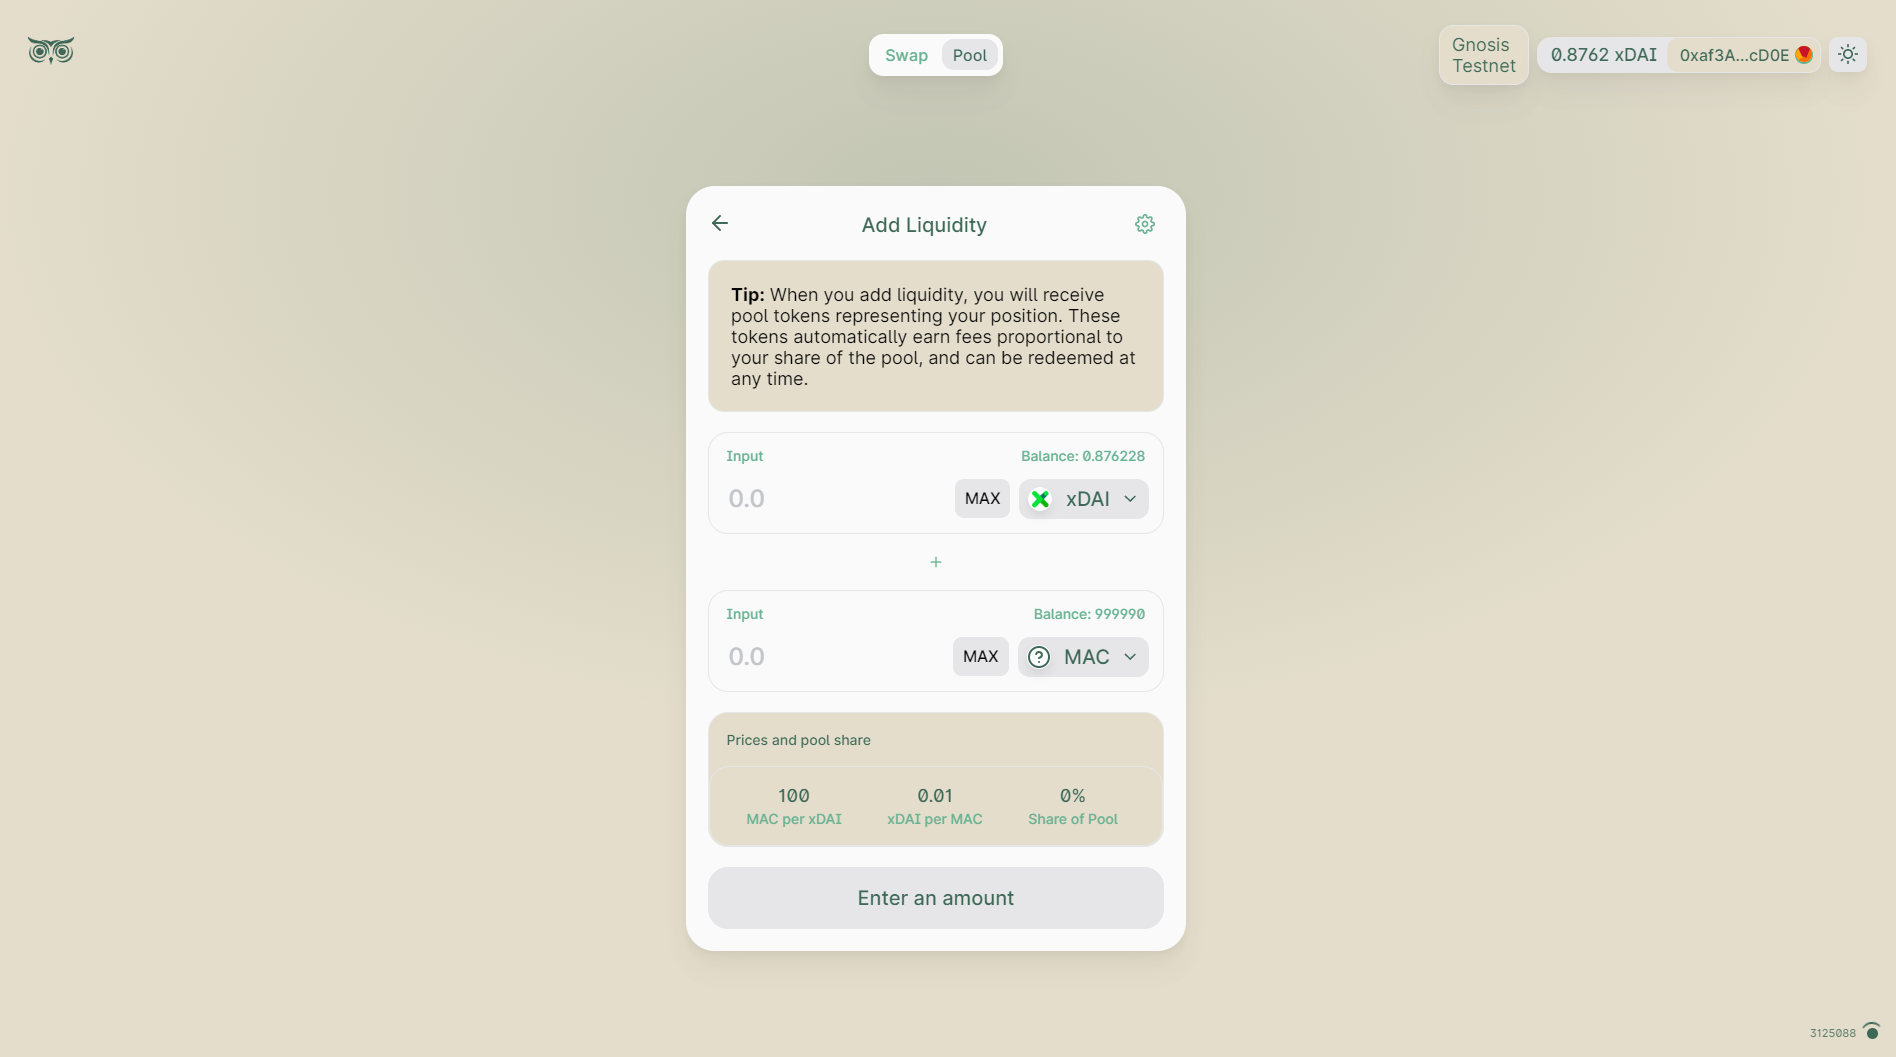 Swap Pool
Gnosis
Testnet
0.8762 xDAI 0xaf3A...cD0E
Add Liquidity
Tip: When you add liquidity, you will receive
pool tokens representing your position. These
tokens automatically earn fees proportional to
your share of the pool, and can be redeemed at
any time.
Input Balance: 0.876228
0.0 MAX xDAI
+
Input Balance: 999990
0.0 MAX ? MAC
Prices and pool share
100 0.01 0%
MAC per xDAI xDAI per MAC Share of Pool
Enter an amount
3125088